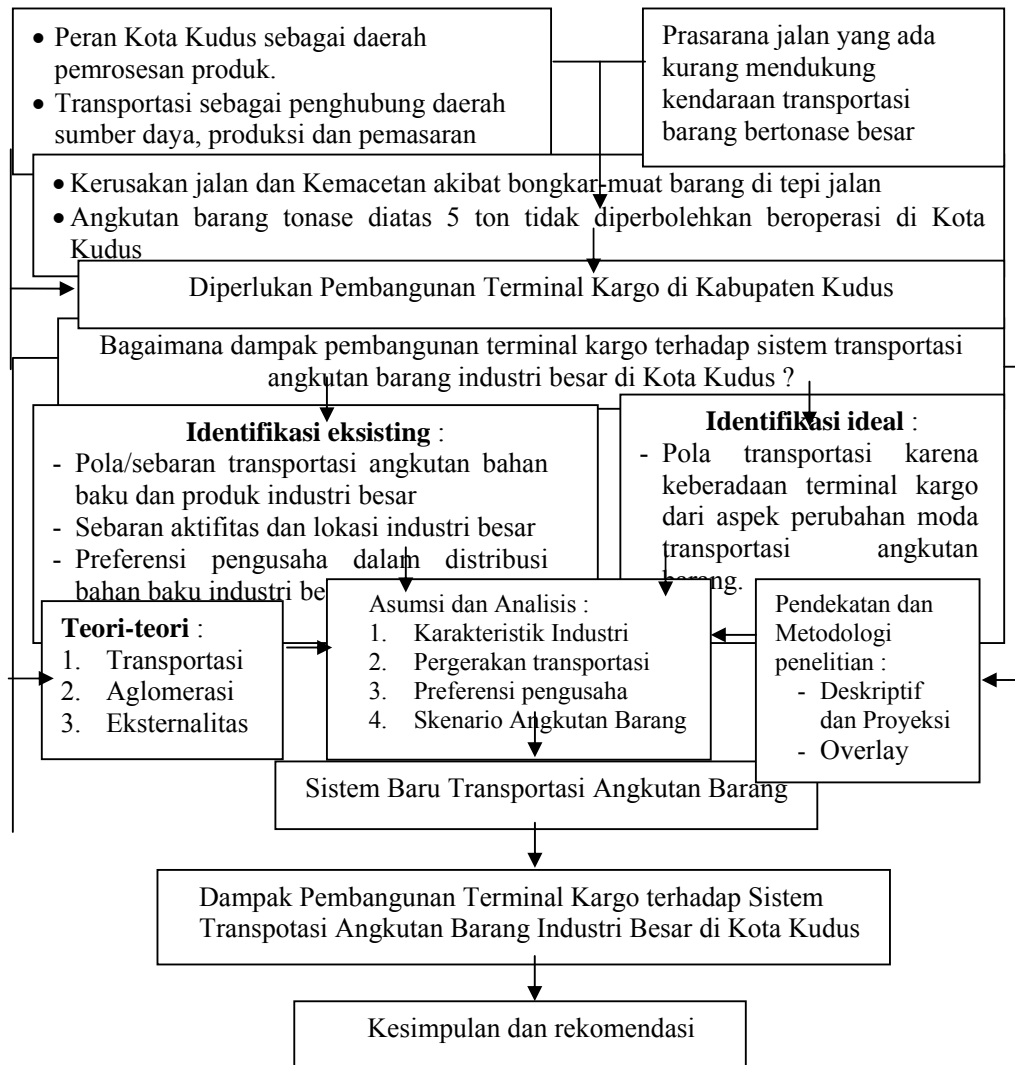 • Peran Kota Kudus sebagai daerah
pemrosesan produk.
• Transportasi sebagai penghubung daerah
sumber daya, produksi dan pemasaran
Prasarana jalan yang ada
kurang mendukung
kendaraan transportasi
barang bertonase besar
• Kerusakan jalan dan Kemacetan akibat bongkar-muat barang di tepi jalan
• Angkutan barang tonase diatas 5 ton tidak diperbolehkan beroperasi di Kota
Kudus
Diperlukan Pembangunan Terminal Kargo di Kabupaten Kudus
Bagaimana dampak pembangunan terminal kargo terhadap sistem transportasi
angkutan barang industri besar di Kota Kudus ?
Identifikasi eksisting :
- Pola/sebaran transportasi angkutan bahan
baku dan produk industri besar
- Sebaran aktifitas dan lokasi industri besar
- Preferensi pengusaha dalam distribusi
bahan baku industri be
Identifikasi ideal :
- Pola transportasi karena
keberadaan terminal kargo
dari aspek perubahan moda
transportasi angkutan
barang.
Teori-teori :
1. Transportasi
2. Aglomerasi
3. Eksternalitas
Asumsi dan Analisis :
1. Karakteristik Industri
2. Pergerakan transportasi
3. Preferensi pengusaha
4. Skenario Angkutan Barang
Pendekatan dan
Metodologi
penelitian :
- Deskriptif
dan Proyeksi
- Overlay
Sistem Baru Transportasi Angkutan Barang
Dampak Pembangunan Terminal Kargo terhadap Sistem
Transpotasi Angkutan Barang Industri Besar di Kota Kudus
Kesimpulan dan rekomendasi